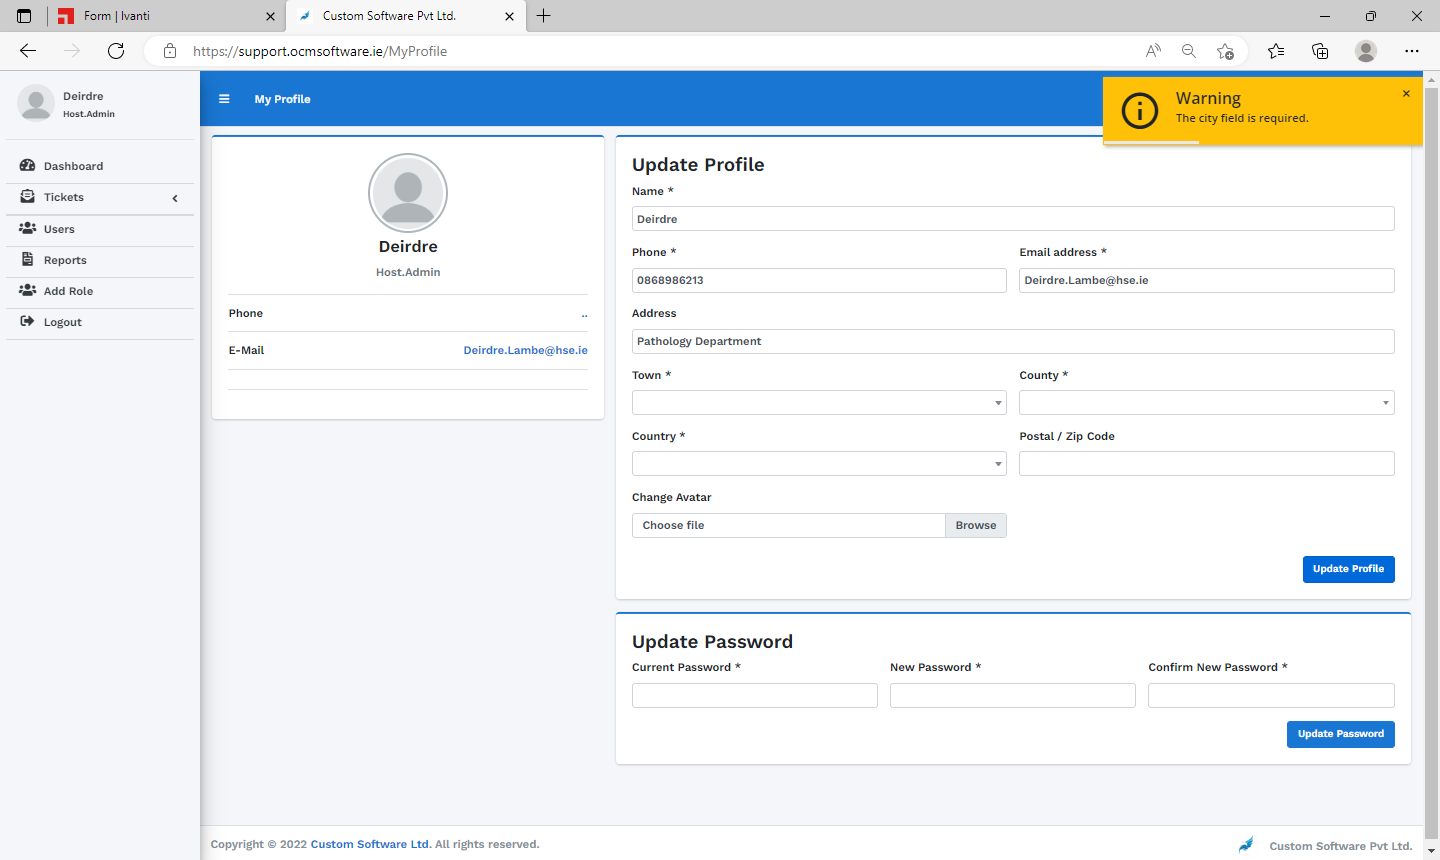 Form | Ivanti
Custom Software Pvt Ltd.
https://support.ocmsoftware.ie/MyProfile
Deirdre
Host.Admin
Dashboard
Tickets
Users
Reports
Add Role
Logout
My Profile
Warning
The city field is required.
Deirdre
Host.Admin
Phone ..
E-Mail Deirdre.Lambe@hse.ie
Update Profile
Name *
Deirdre
Phone * Email address *
0868986213 Deirdre.Lambe@hse.ie
Address
Pathology Department
Town * County *
Country * Postal / Zip Code
Change Avatar
Choose file Browse
Update Profile
Update Password
Current Password * New Password * Confirm New Password *
Update Password
Copyright © 2022 Custom Software Ltd. All rights reserved.
Custom Software Pvt Ltd.